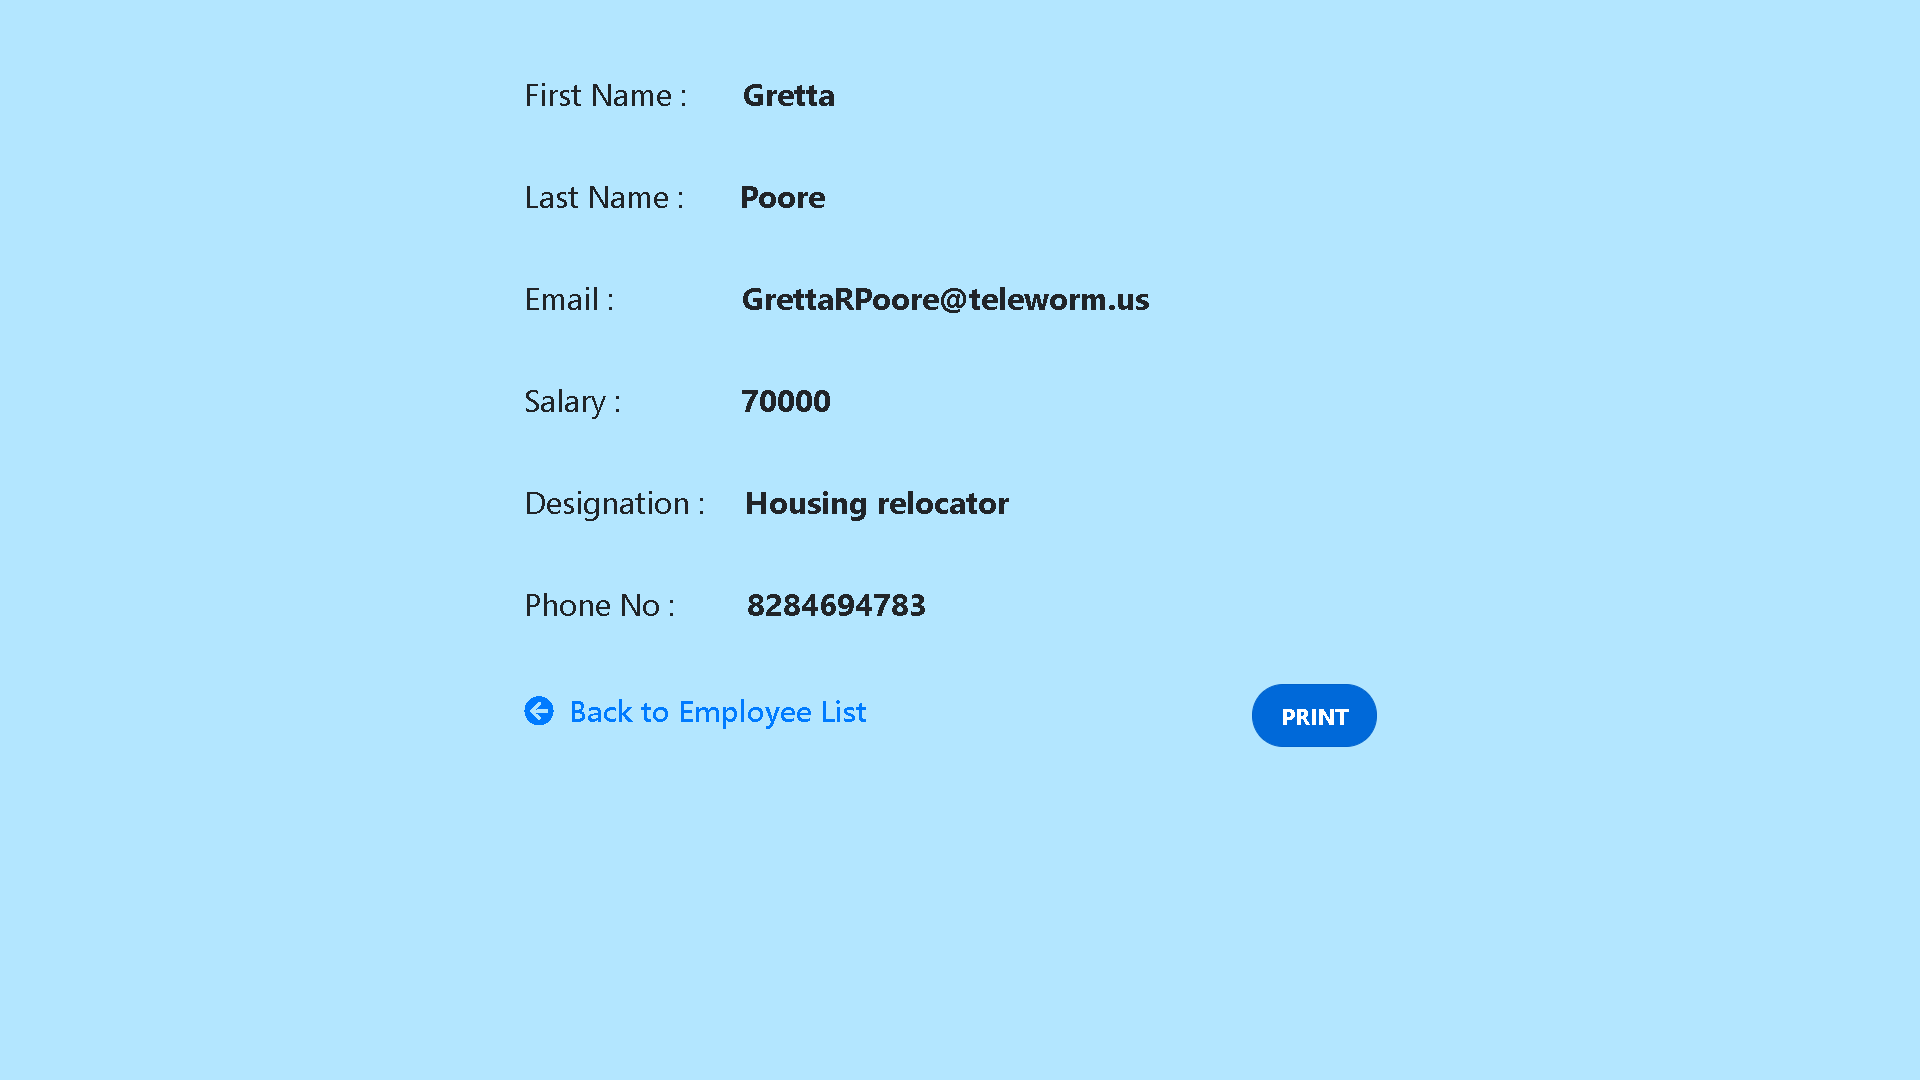 First Name : Gretta
Last Name : Poore
Email : GrettaRPoore@teleworm.us
Salary : 70000
Designation : Housing relocator
Phone No : 8284694783
Back to Employee List
PRINT